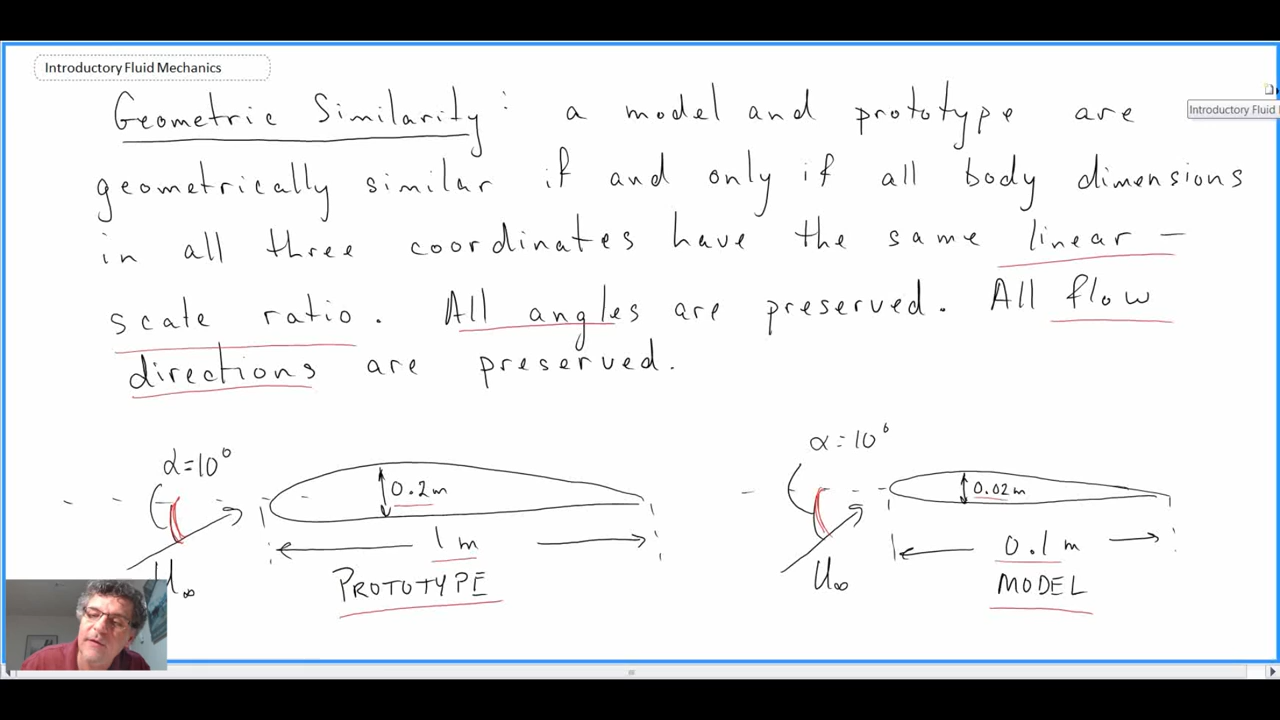 Introductory Fluid Mechanics
Introductory Fluid
Geometric Similarity: a model and prototype are
geometrically similar if and only if all body dimensions
in all three coordinates have the same linear-
scale ratio. All angles are preserved. All flow
directions are preserved.
α=10°
0.2m
1 m
U∞
PROTOTYPE
α=10°
0.02m
0.1m
U∞
MODEL